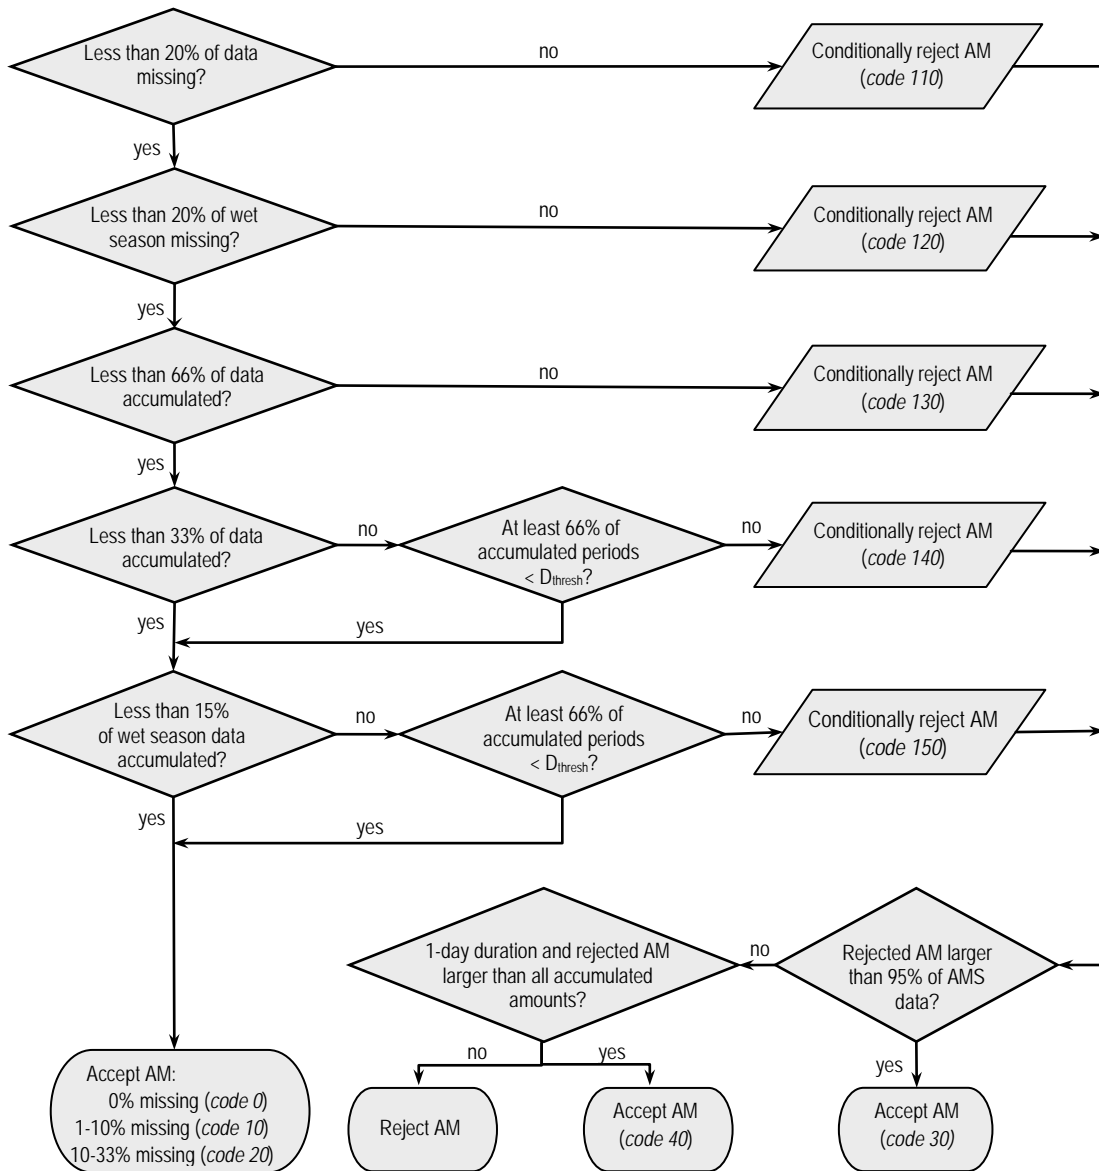 Less than 20% of data
missing?
no
Conditionally reject AM
(code 110)
yes
Less than 20% of wet
season missing?
no
Conditionally reject AM
(code 120)
yes
Less than 66% of data
accumulated?
no
Conditionally reject AM
(code 130)
yes
Less than 33% of data
accumulated?
no
At least 66% of
accumulated periods
< Dthresh?
no
Conditionally reject AM
(code 140)
yes
yes
Less than 15%
of wet season data
accumulated?
no
At least 66% of
accumulated periods
< Dthresh?
no
Conditionally reject AM
(code 150)
yes
yes
1-day duration and rejected AM
larger than all accumulated
amounts?
no
Rejected AM larger
than 95% of AMS
data?
no
yes
yes
Accept AM:
0% missing (code 0)
1-10% missing (code 10)
10-33% missing (code 20)
Reject AM
Accept AM
(code 40)
Accept AM
(code 30)